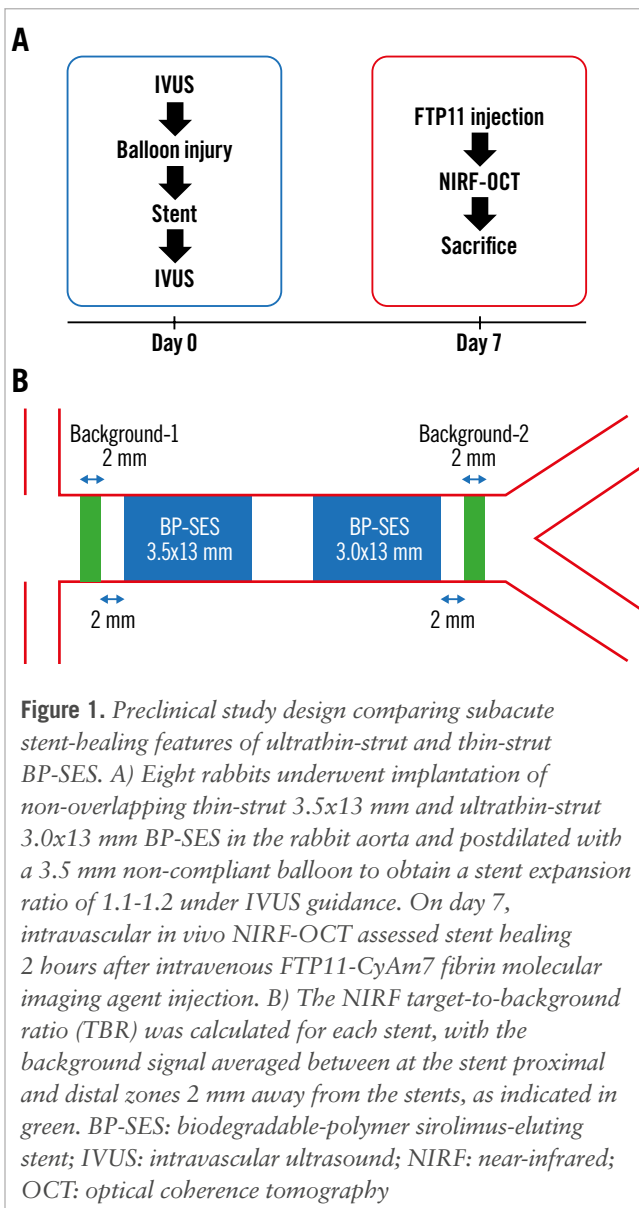 A
IVUS
Balloon injury
Stent
IVUS
FTP11 injection
NIRF-OCT
Sacrifice
Day 0
Day 7
B
Background-1
2 mm
Background-2
2 mm
BP-SES
3.5x13 mm
BP-SES
3.0x13 mm
2 mm
2 mm
Figure 1. Preclinical study design comparing subacute
stent-healing features of ultrathin-strut and thin-strut
BP-SES. A) Eight rabbits underwent implantation of
non-overlapping thin-strut 3.5x13 mm and ultrathin-strut
3.0x13 mm BP-SES in the rabbit aorta and postdilated with
a 3.5 mm non-compliant balloon to obtain a stent expansion
ratio of 1.1-1.2 under IVUS guidance. On day 7,
intravascular in vivo NIRF-OCT assessed stent healing
2 hours after intravenous FTP11-CyAm7 fibrin molecular
imaging agent injection. B) The NIRF target-to-background
ratio (TBR) was calculated for each stent, with the
background signal averaged between at the stent proximal
and distal zones 2 mm away from the stents, as indicated in
green. BP-SES: biodegradable-polymer sirolimus-eluting
stent; IVUS: intravascular ultrasound; NIRF: near-infrared;
OCT: optical coherence tomography